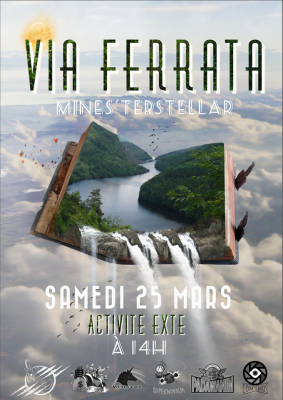 VIA FERRATA
MINES'TERSTELLAR
SAMEDI 25 MARS
ACTIVITE EXTE
À 14H